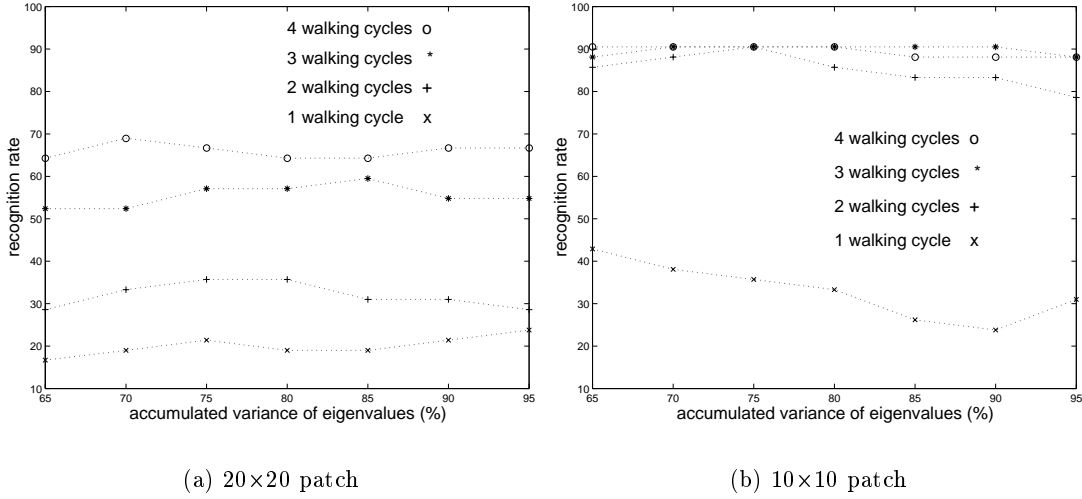 100
90
80
70
60
50
40
30
20
10
recognition rate
4 walking cycles o
3 walking cycles *
2 walking cycles +
1 walking cycle x
65 70 75 80 85 90 95
accumulated variance of eigenvalues (%)
(a) 20×20 patch
100
90
80
70
60
50
40
30
20
10
recognition rate
4 walking cycles o
3 walking cycles *
2 walking cycles +
1 walking cycle x
65 70 75 80 85 90 95
accumulated variance of eigenvalues (%)
(b) 10×10 patch